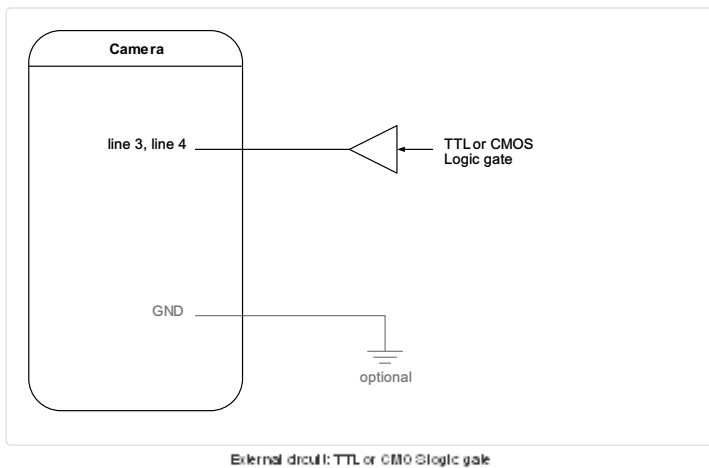 Camera
line 3, line 4
TTL or CMOS
Logic gate
GND
optional
External circuit: TTL or CMOS logic gate